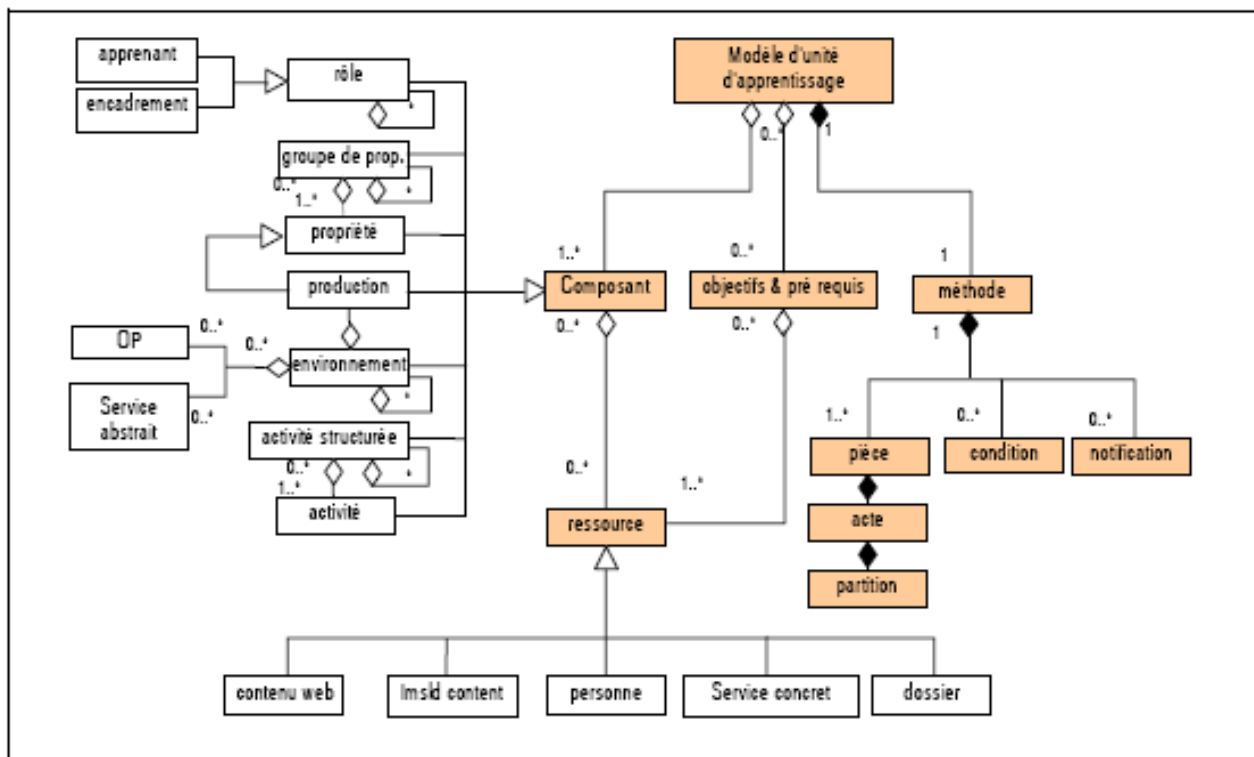 apprenant
encadrement
rôle
*
groupe de prop.
0..*
1..*
*
propriété
production
OP
0..*
0..*
environnement
*
Service
abstrait
0..*
activité structurée
0..*
1..*
*
activité
Modèle d'unité
d'apprentissage
0..*
1
1..*
0..*
1
Composant
objectifs & pré requis
méthode
0..*
0..*
1
1..*
0..*
0..*
pièce
condition
notification
0..*
1..*
ressource
acte
partition
contenu web
Imsld content
personne
Service concret
dossier